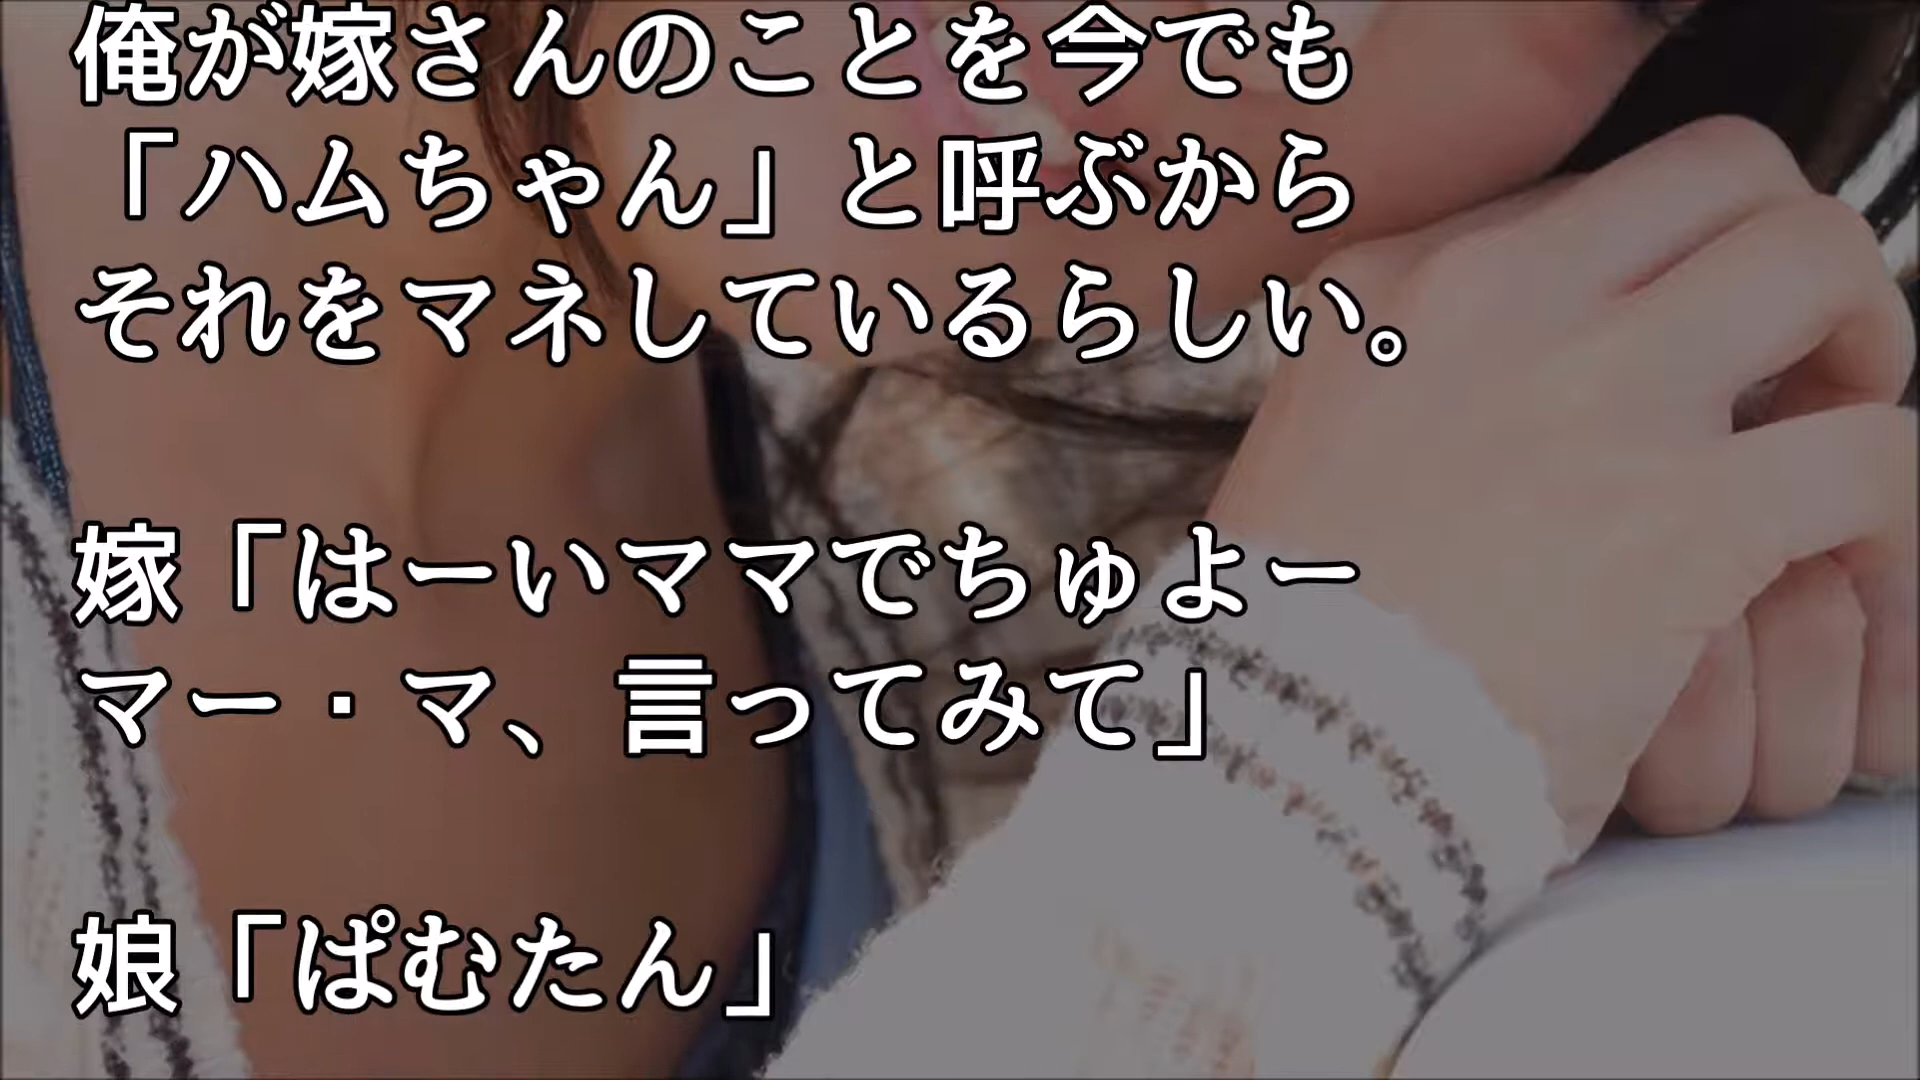 俺が嫁さんのことを今でも
「ハムちゃん」と呼ぶから
それをマネしているらしい。
嫁「はーいママでちゅよー
マー・マ、言ってみて」
娘「ぱむたん」